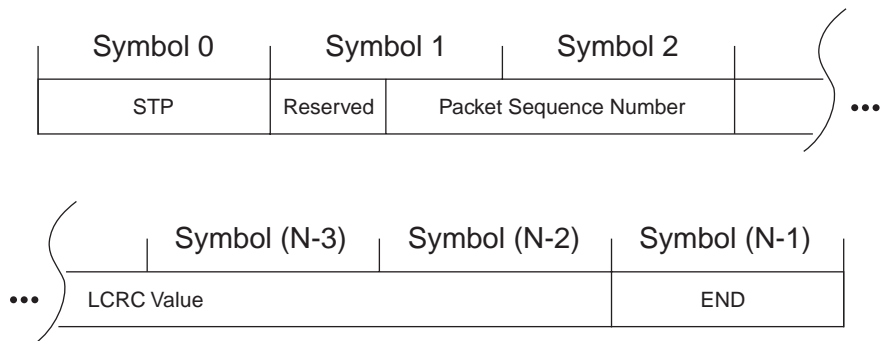 Symbol 0 Symbol 1 Symbol 2
STP Reserved Packet Sequence Number
•••
Symbol (N-3) Symbol (N-2) Symbol (N-1)
••• LCRC Value END